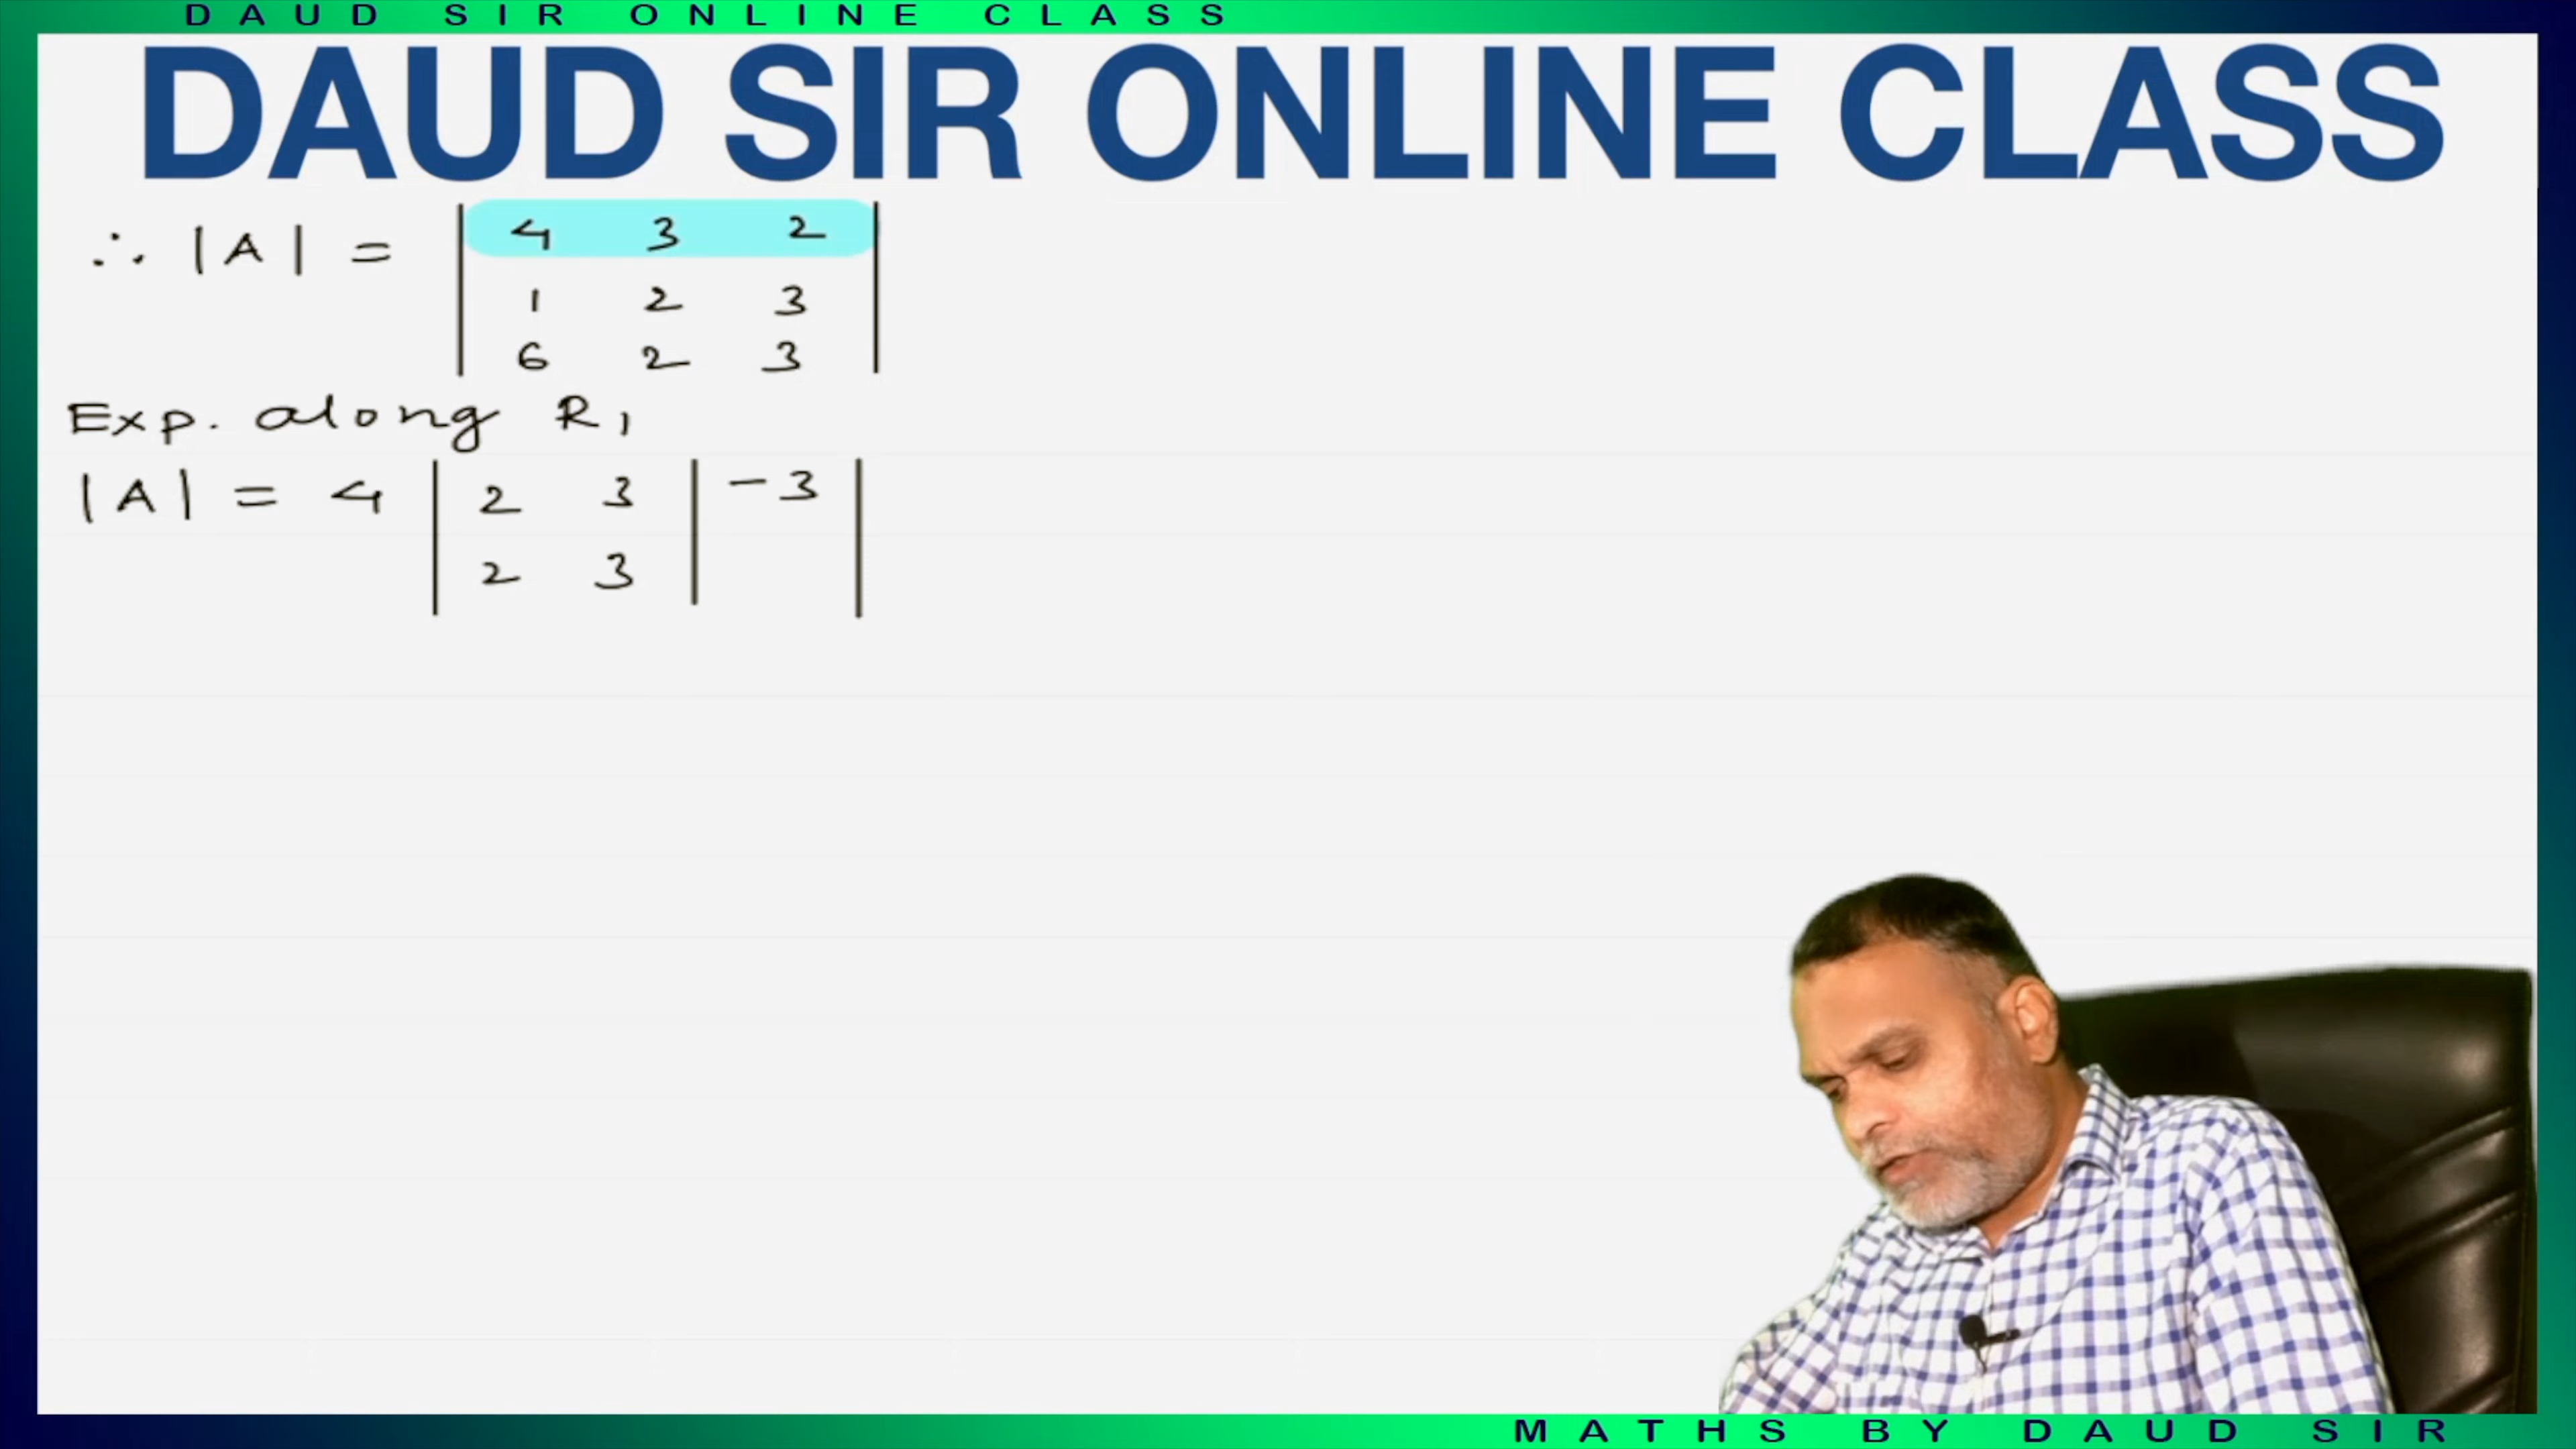 DAUD SIR ONLINE CLASS
DAUD SIR ONLINE CLASS
∴ |A| = | 4 3 2 |
| 1 2 3 |
| 6 2 3 |
Exp. along R₁
|A| = 4 | 2 3 | -3 |
| 2 3 | |
MATHS BY DAUD SIR